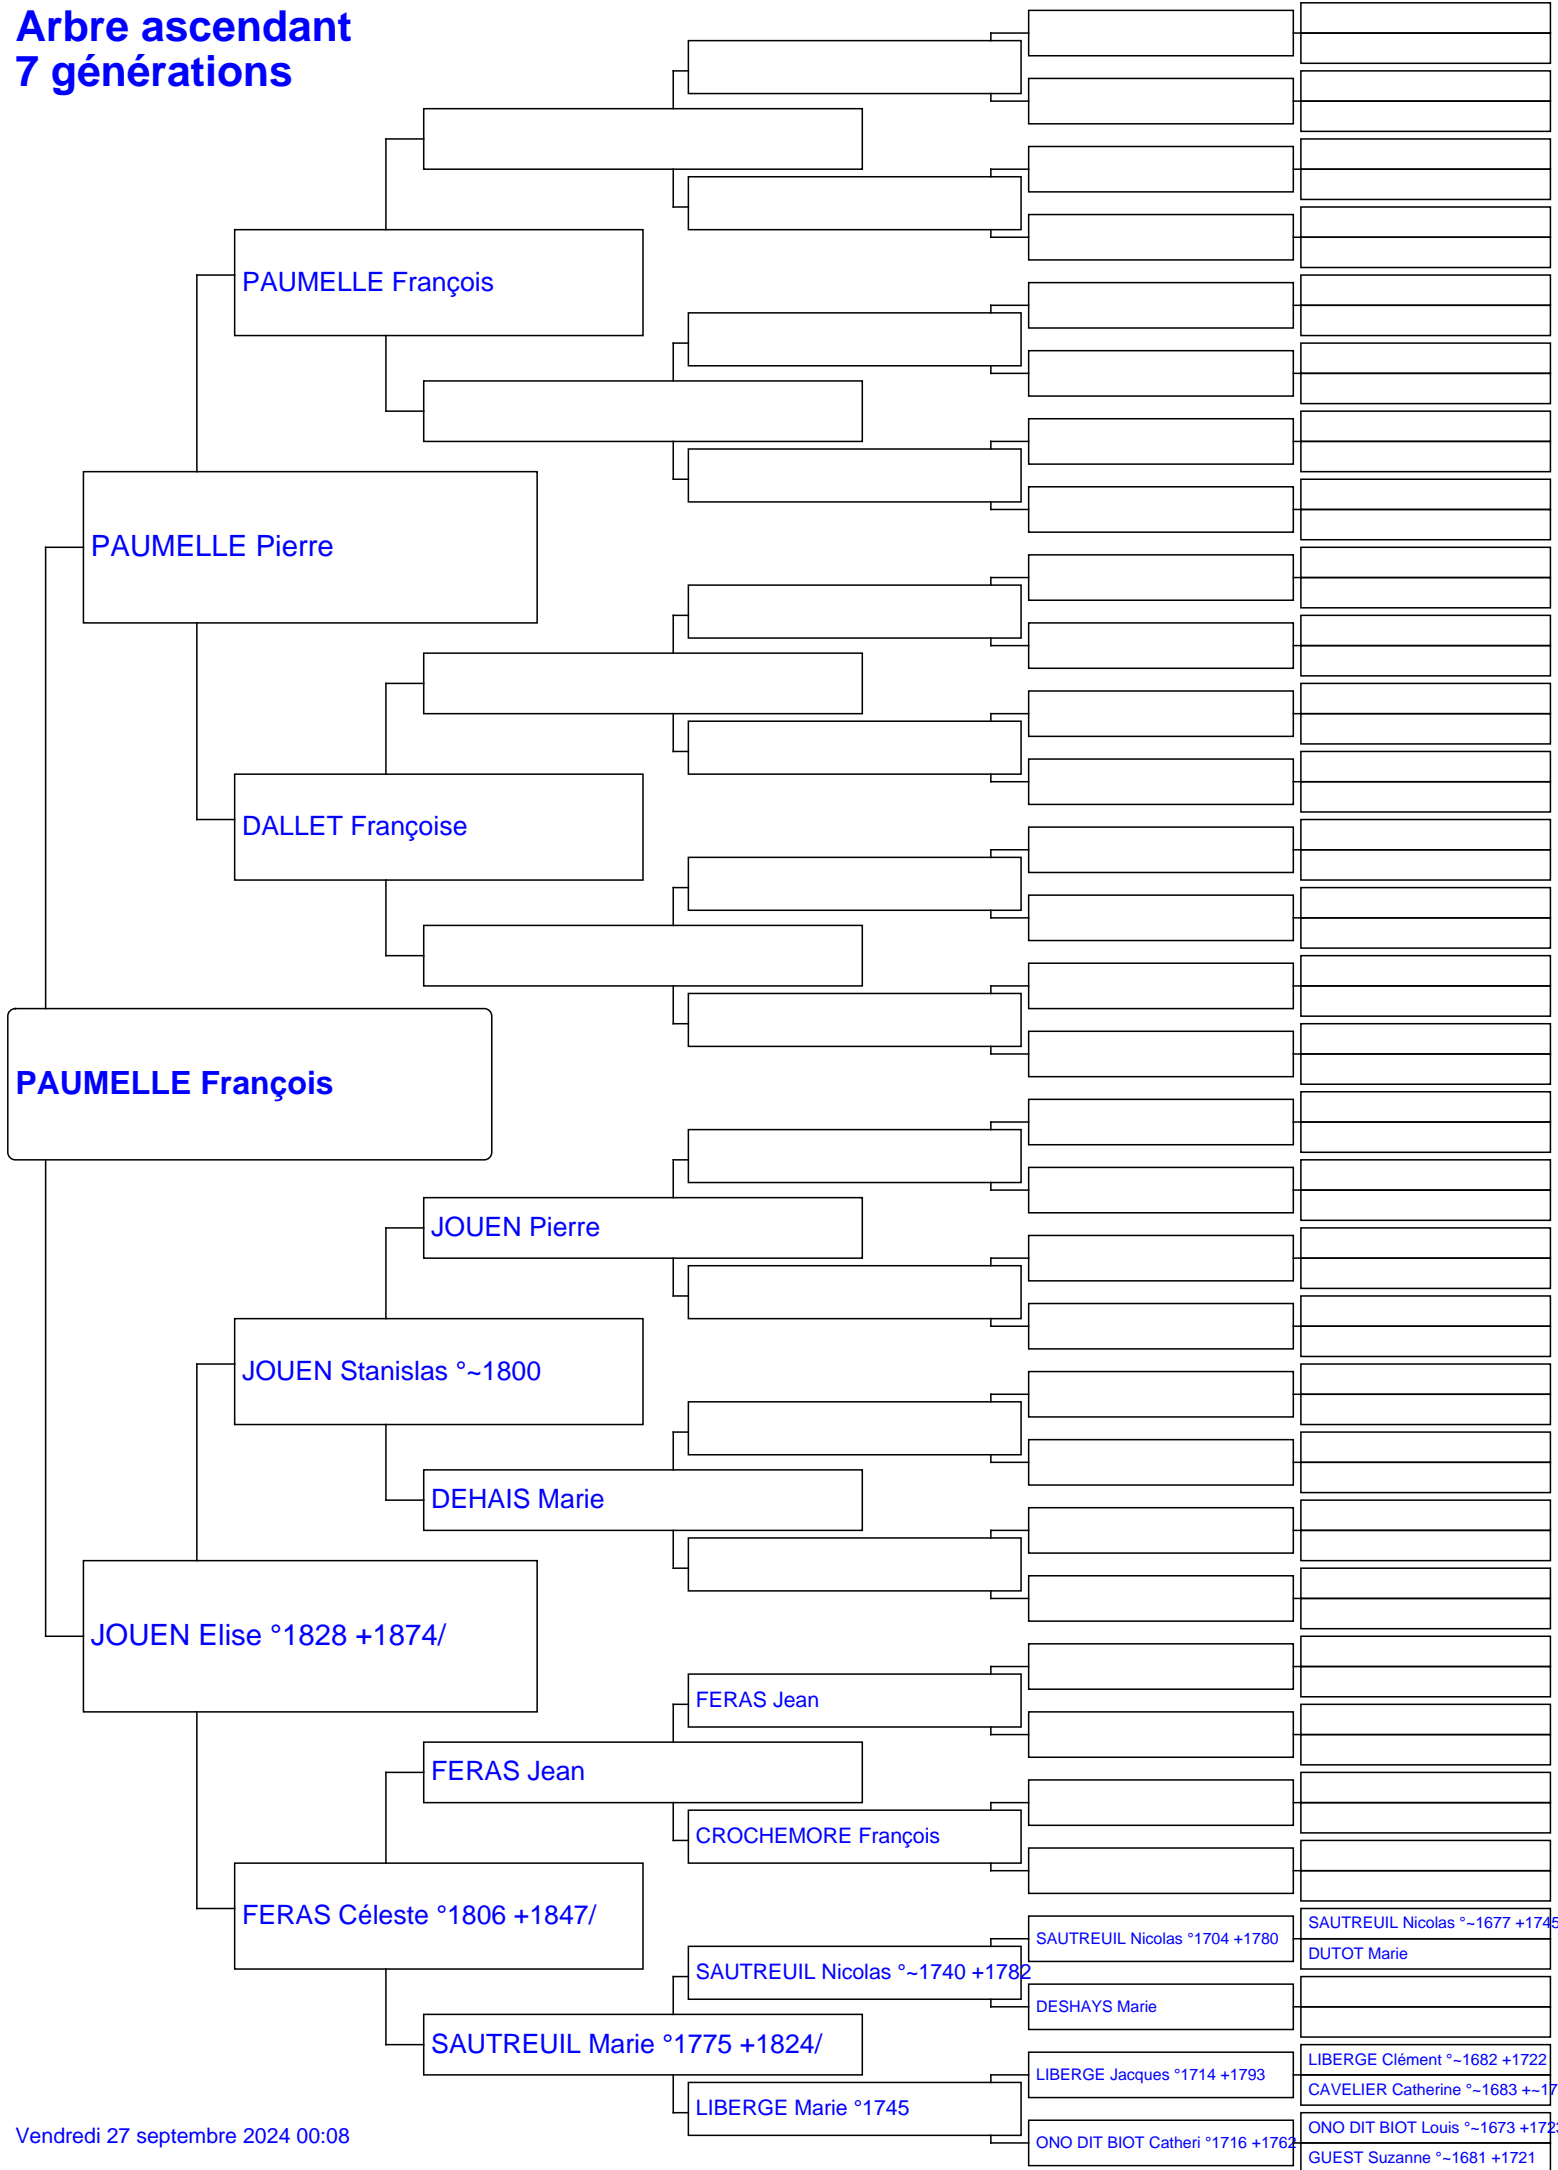 Arbre ascendant
7 générations
PAUMELLE François
PAUMELLE Pierre
DALLET Françoise
PAUMELLE François
JOUEN Pierre
JOUEN Stanislas °~1800
DEHAIS Marie
JOUEN Elise °1828 +1874/
FERAS Jean
FERAS Jean
CROCHEMORE François
FERAS Céleste °1806 +1847/
SAUTREUIL Nicolas °~1677 +1745
SAUTREUIL Nicolas °1704 +1780
DUTOT Marie
SAUTREUIL Nicolas °~1740 +1782
DESHAYS Marie
SAUTREUIL Marie °1775 +1824/
LIBERGE Clément °~1682 +1722
LIBERGE Jacques °1714 +1793
CAVELIER Catherine °~1683 +~17
LIBERGE Marie °1745
ONO DIT BIOT Louis °~1673 +1723
ONO DIT BIOT Catheri °1716 +1762
GUEST Suzanne °~1681 +1721
Vendredi 27 septembre 2024 00:08